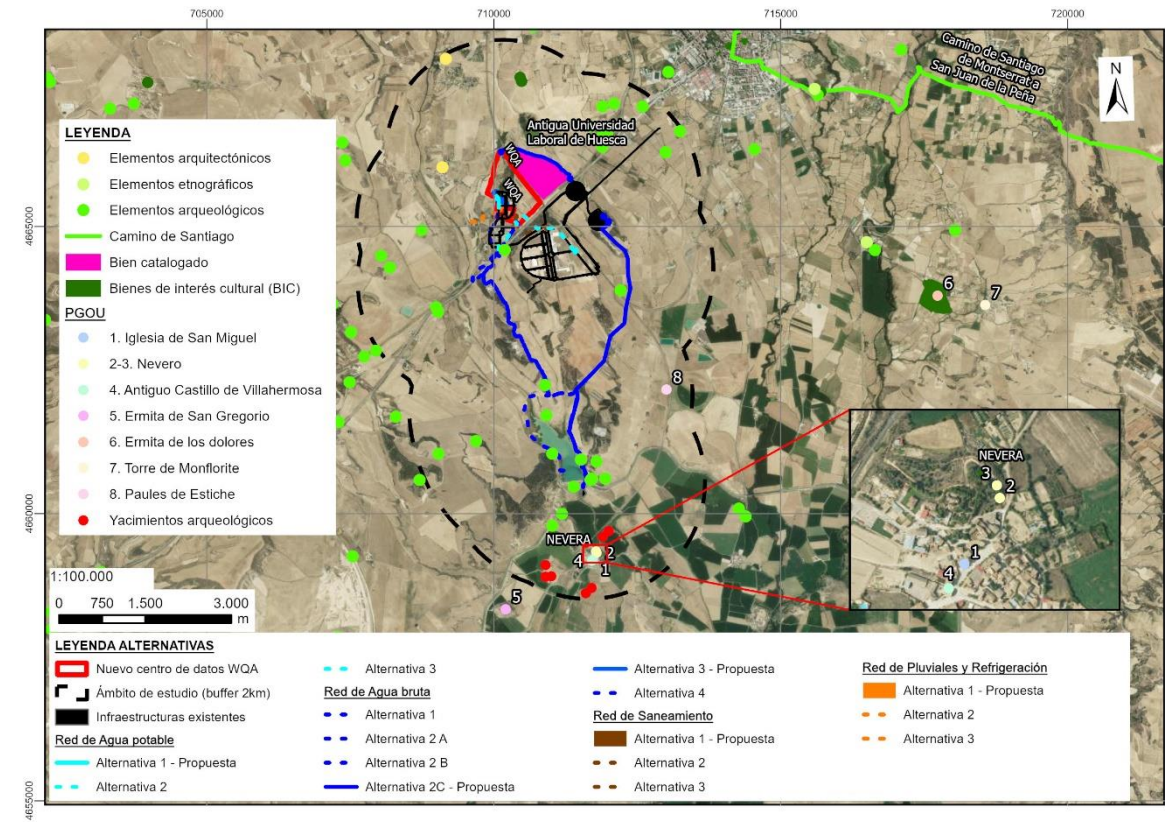 705000
710000
715000
720000
Camino de Santiago
de Montserrat a
San Juan de la Peña
N
LEYENDA
Elementos arquitectónicos
Elementos etnográficos
Elementos arqueológicos
Camino de Santiago
Bien catalogado
Bienes de interés cultural (BIC)
PGOU
1. Iglesia de San Miguel
2-3. Nevero
4. Antiguo Castillo de Villahermosa
5. Ermita de San Gregorio
6. Ermita de los dolores
7. Torre de Monflorite
8. Paules de Estiche
Yacimientos arqueológicos
Antigua Universidad
Laboral de Huesca
WQA
WQA
4665000
4660000
4655000
6
7
8
NEVERA
3
2
1
4
NEVERA
2
4
1
5
1:100.000
0 750 1.500 3.000
m
LEYENDA ALTERNATIVAS
Nuevo centro de datos WQA
Ámbito de estudio (buffer 2km)
Infraestructuras existentes
Red de Agua potable
Alternativa 1 - Propuesta
Alternativa 2
Alternativa 3
Red de Agua bruta
Alternativa 1
Alternativa 2 A
Alternativa 2 B
Alternativa 2C - Propuesta
Alternativa 3 - Propuesta
Alternativa 4
Red de Saneamiento
Alternativa 1 - Propuesta
Alternativa 2
Alternativa 3
Red de Pluviales y Refrigeración
Alternativa 1 - Propuesta
Alternativa 2
Alternativa 3